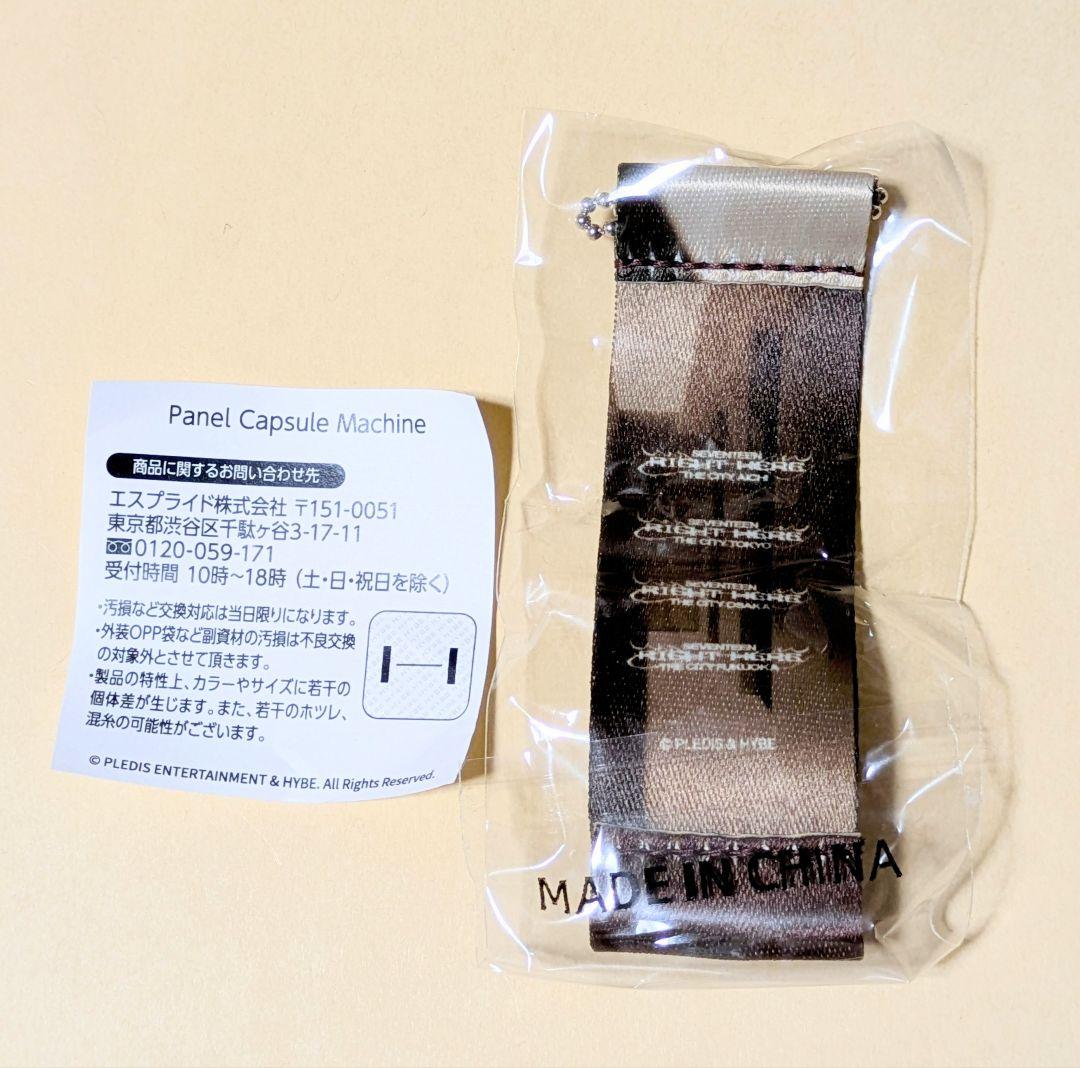 Panel Capsule Machine
商品に関するお問い合わせ先
エスプライド株式会社 〒151-0051
東京都渋谷区千駄ヶ谷3-17-11
0120-059-171
受付時間 10時～18時 (土・日・祝日を除く)
・汚損など交換対応は当日限りになります。
・外装OPP袋など副資材の汚損は不良交換
の対象外とさせて頂きます。
・製品の特性上、カラーやサイズに若干の
個体差が生じます。また、若干のホツレ、
混糸の可能性がございます。
© PLEDIS ENTERTAINMENT & HYBE. All Rights Reserved.
SEVENTEEN
RIGHT HERE
THE CITY AICHI
SEVENTEEN
RIGHT HERE
THE CITY TOKYO
SEVENTEEN
RIGHT HERE
THE CITY OSAKA
SEVENTEEN
RIGHT HERE
THE CITY FUKUOKA
© PLEDIS & HYBE
MADE IN CHINA